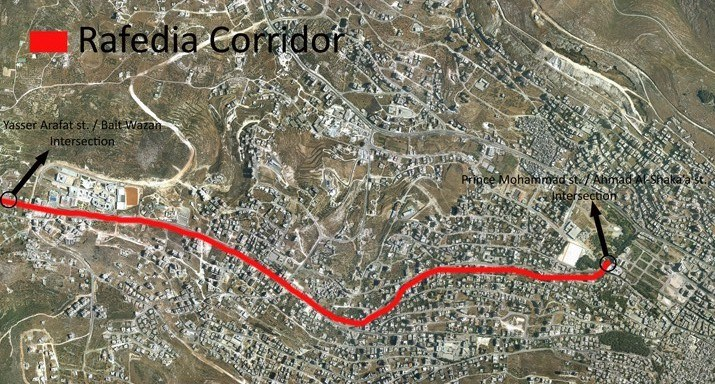 Rafedia Corridor
Yasser Arafat st. / Bait Wazan
Intersection
Prince Mohammad st. / Ahmad Al-Shaka'a st.
Intersection